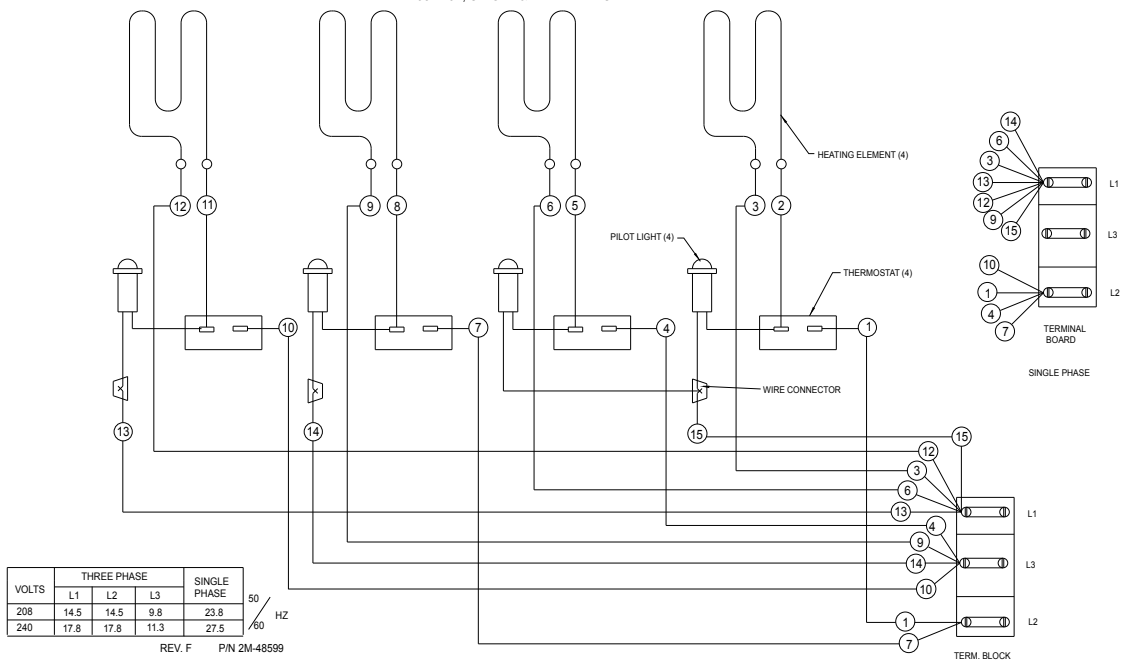 12
11
9
8
6
5
3
2
HEATING ELEMENT (4)
14
6
3
13
12
9
15
L1
L3
10
1
4
7
L2
TERMINAL
BOARD
SINGLE PHASE
PILOT LIGHT (4)
THERMOSTAT (4)
10
7
4
1
WIRE CONNECTOR
13
14
15
15
12
3
6
13
L1
4
9
14
L3
10
1
L2
7
TERM. BLOCK
VOLTS THREE PHASE SINGLE PHASE
L1 L2 L3
208 14.5 14.5 9.8 23.8
240 17.8 17.8 11.3 27.5
50/60 HZ
REV. F P/N 2M-48599